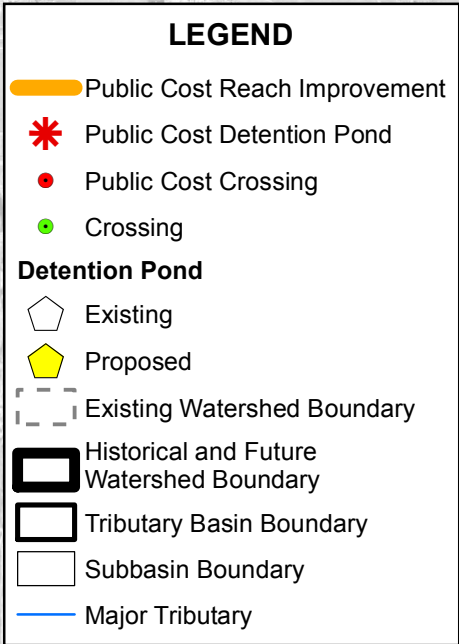 LEGEND
Public Cost Reach Improvement
Public Cost Detention Pond
Public Cost Crossing
Crossing
Detention Pond
Existing
Proposed
Existing Watershed Boundary
Historical and Future
Watershed Boundary
Tributary Basin Boundary
Subbasin Boundary
Major Tributary